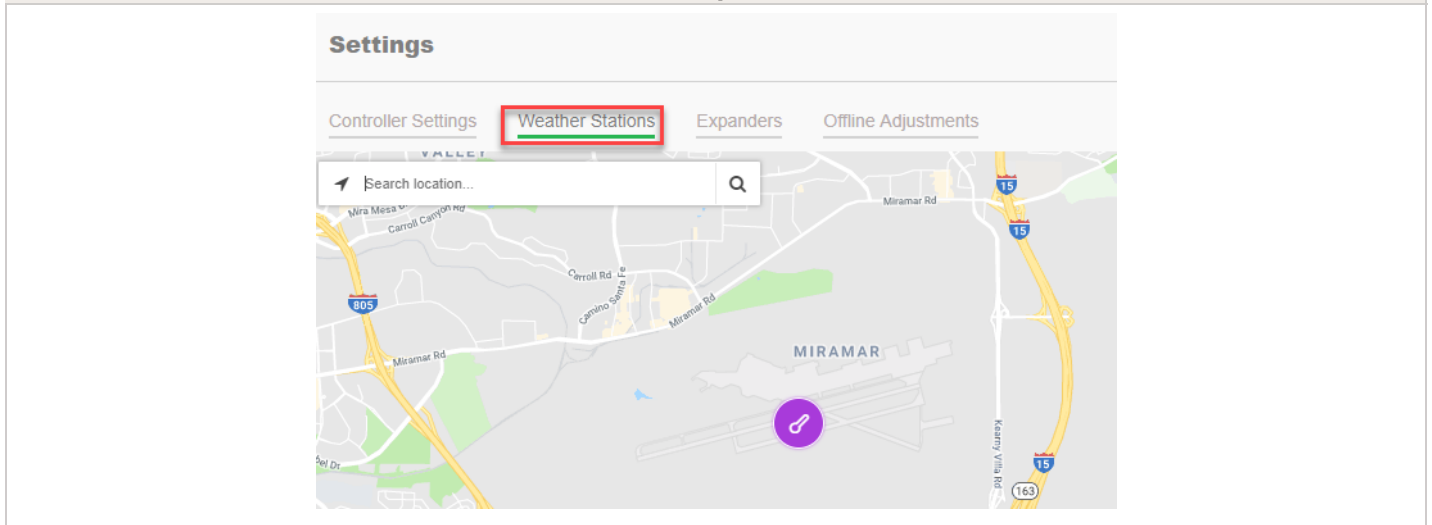 Settings
Controller Settings Weather Stations Expanders Offline Adjustments
VALLEY
Search location...
15
Miramar Rd
Mira Mesa
Carroll Canyon Rd
15
Carroll Rd
Camino Santa Fe
805
Miramar Rd
MIRAMAR
Miramar Rd
Kearny Villa Rd
15
163